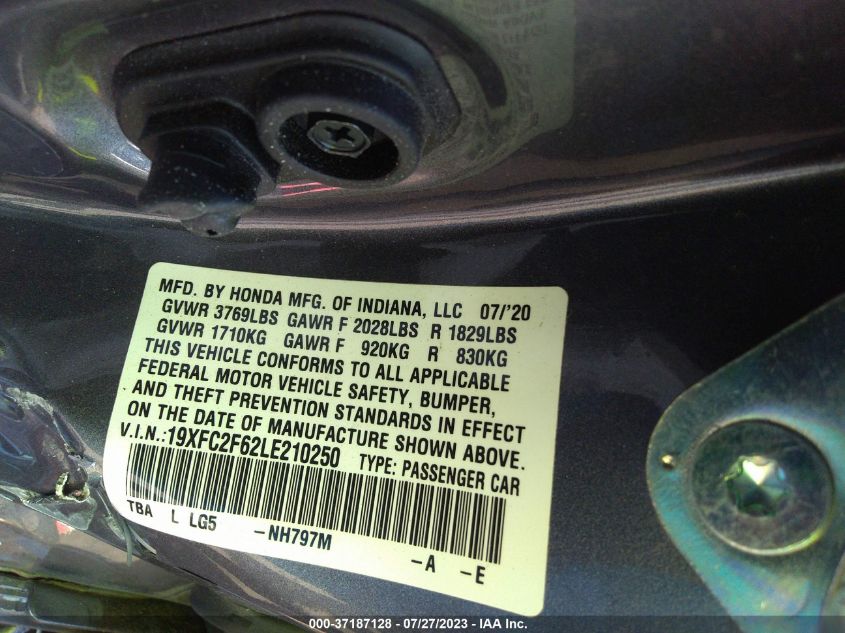 MFD. BY HONDA MFG. OF INDIANA, LLC 07/'20
GVWR 3769LBS GAWR F 2028LBS R 1829LBS
GVWR 1710KG GAWR F 920KG R 830KG
THIS VEHICLE CONFORMS TO ALL APPLICABLE
FEDERAL MOTOR VEHICLE SAFETY, BUMPER,
AND THEFT PREVENTION STANDARDS IN EFFECT
ON THE DATE OF MANUFACTURE SHOWN ABOVE.
V.I.N.:19XFC2F62LE210250 TYPE: PASSENGER CAR
TBA L LG5 -NH797M -A -E
000-37187128 - 07/27/2023 - IAA Inc.